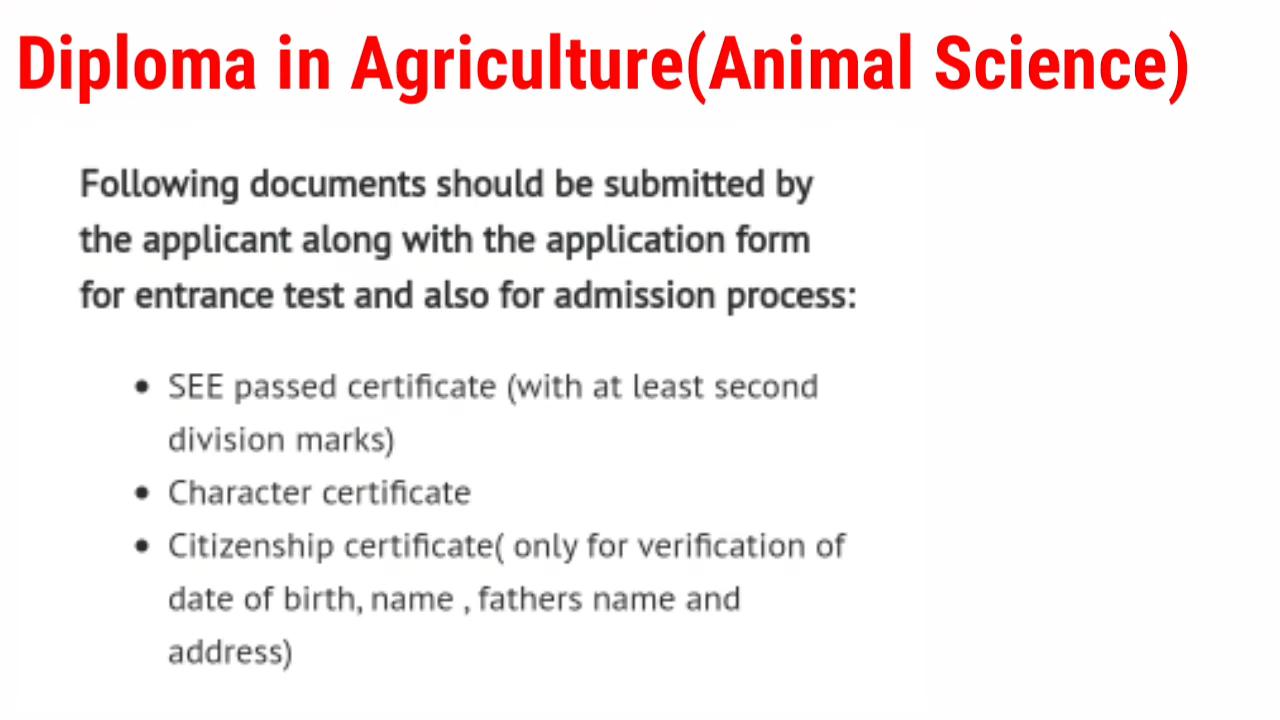 Diploma in Agriculture(Animal Science)
Following documents should be submitted by
the applicant along with the application form
for entrance test and also for admission process:
• SEE passed certificate (with at least second
division marks)
• Character certificate
• Citizenship certificate( only for verification of
date of birth, name , fathers name and
address)